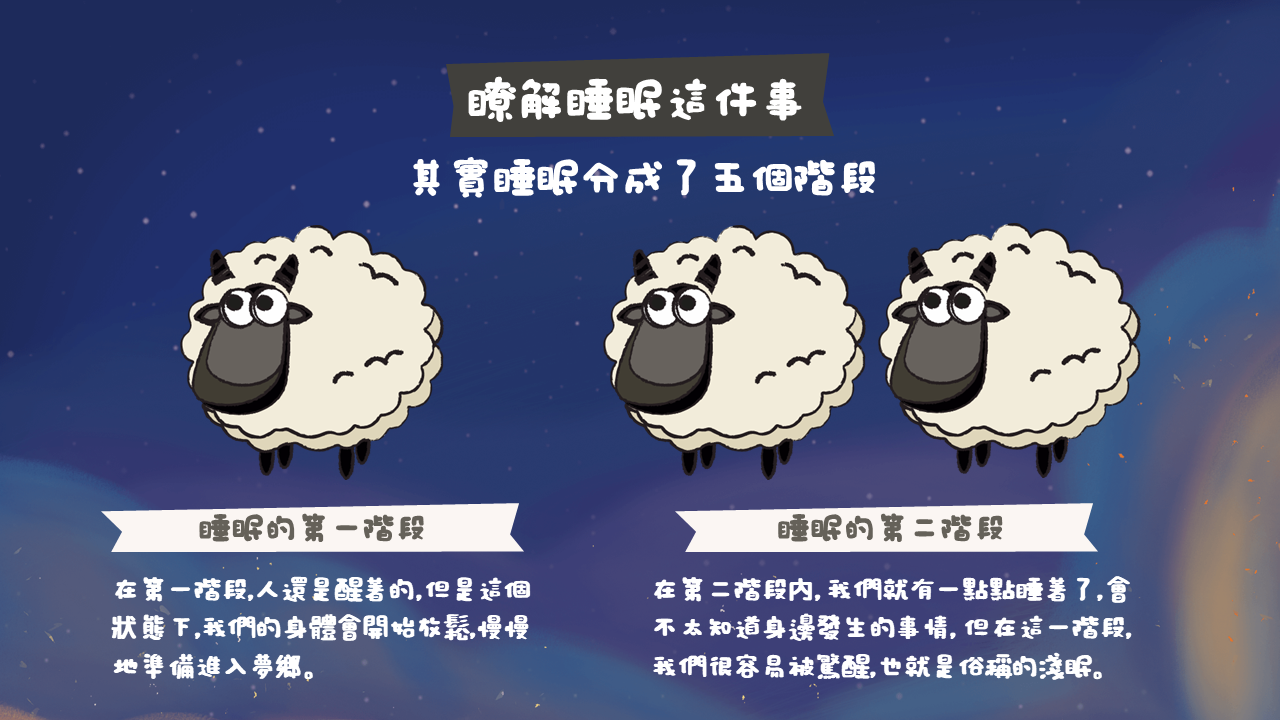 瞭解睡眠這件事
其實睡眠分成了五個階段
睡眠的第一階段
在第一階段,人還是醒著的,但是這個
狀態下,我們的身體會開始放鬆,慢慢
地準備進入夢鄉。
睡眠的第二階段
在第二階段內,我們就有一點點睡著了,會
不太知道身邊發生的事情,但在這一階段,
我們很容易被驚醒,也就是俗稱的淺眠。